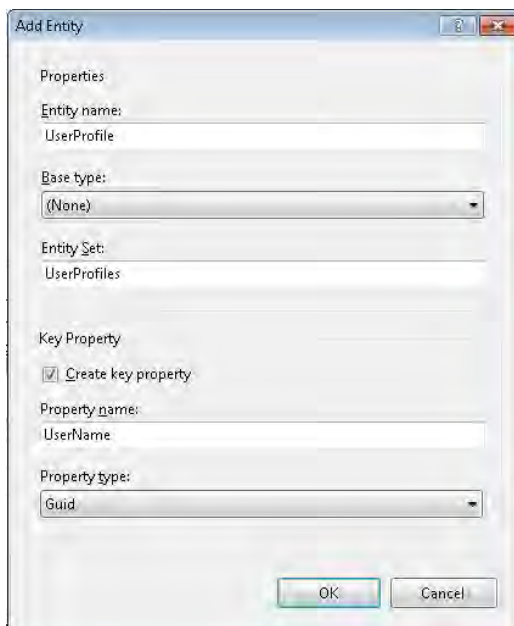 Add Entity
Properties
Entity name:
UserProfile
Base type:
(None)
Entity Set:
UserProfiles
Key Property
Create key property
Property name:
UserName
Property type:
Guid
OK
Cancel